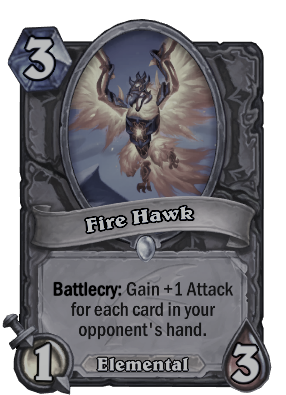 3
Fire Hawk
Battlecry: Gain +1 Attack
for each card in your
opponent's hand.
1
Elemental
3